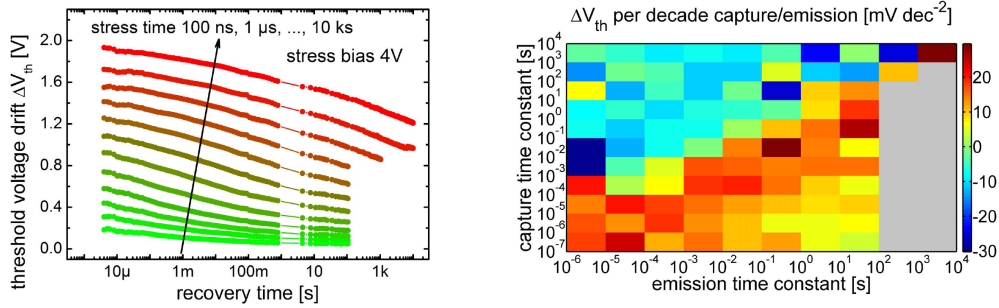 stress time 100 ns, 1 µs, ..., 10 ks
stress bias 4V
threshold voltage drift ΔVth [V]
2.0
1.6
1.2
0.8
0.4
0.0
10µ 1m 100m 10 1k
recovery time [s]
ΔVth per decade capture/emission [mV dec⁻²]
capture time constant [s]
10⁴
10³
10²
10¹
10⁰
10⁻¹
10⁻²
10⁻³
10⁻⁴
10⁻⁵
10⁻⁶
10⁻⁷
10⁻⁶ 10⁻⁵ 10⁻⁴ 10⁻³ 10⁻² 10⁻¹ 10⁰ 10¹ 10² 10³ 10⁴
emission time constant [s]
20
10
0
-10
-20
-30